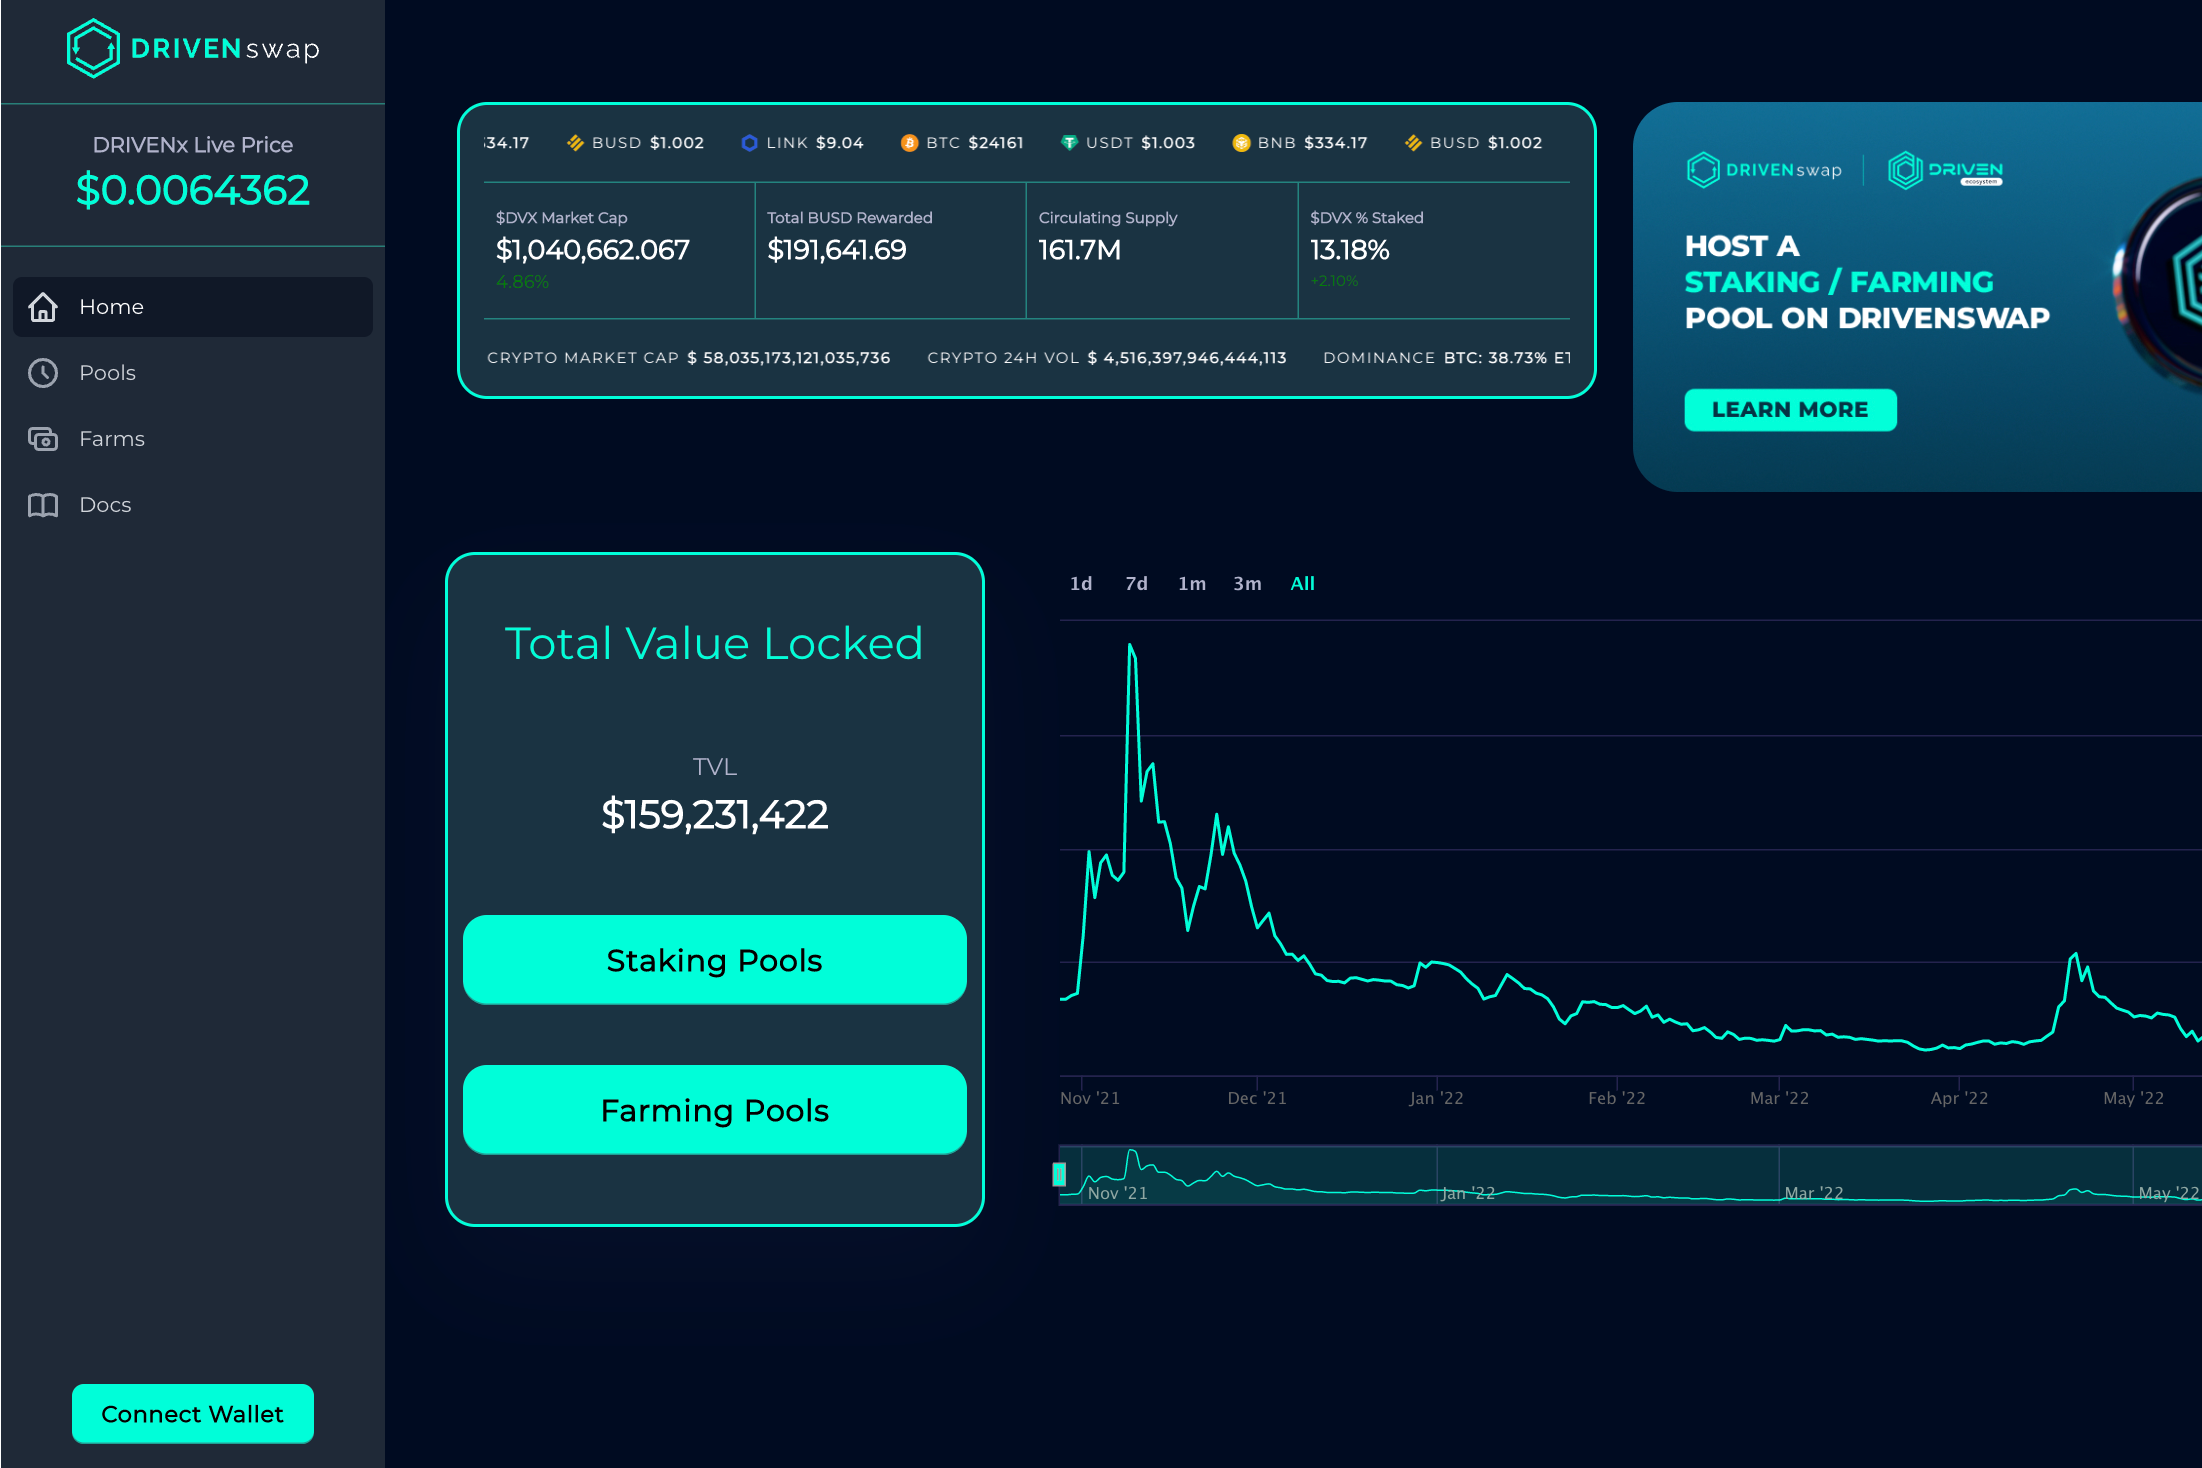 DRIVENswap
DRIVENx Live Price
$0.0064362
Home
Pools
Farms
Docs
Connect Wallet
334.17 BUSD $1.002 LINK $9.04 BTC $24161 USDT $1.003 BNB $334.17 BUSD $1.002
$DVX Market Cap
$1,040,662.067
4.86%
Total BUSD Rewarded
$191,641.69
Circulating Supply
161.7M
$DVX % Staked
13.18%
+2.10%
CRYPTO MARKET CAP $ 58,035,173,121,035,736 CRYPTO 24H VOL $ 4,516,397,946,444,113 DOMINANCE BTC: 38.73%
DRIVENswap DRIVEN
ecosystem
HOST A
STAKING / FARMING
POOL ON DRIVENSWAP
LEARN MORE
Total Value Locked
TVL
$159,231,422
Staking Pools
Farming Pools
1d 7d 1m 3m All
Nov '21 Dec '21 Jan '22 Feb '22 Mar '22 Apr '22 May '22
Nov '21 Jan '22 Mar '22 May '22